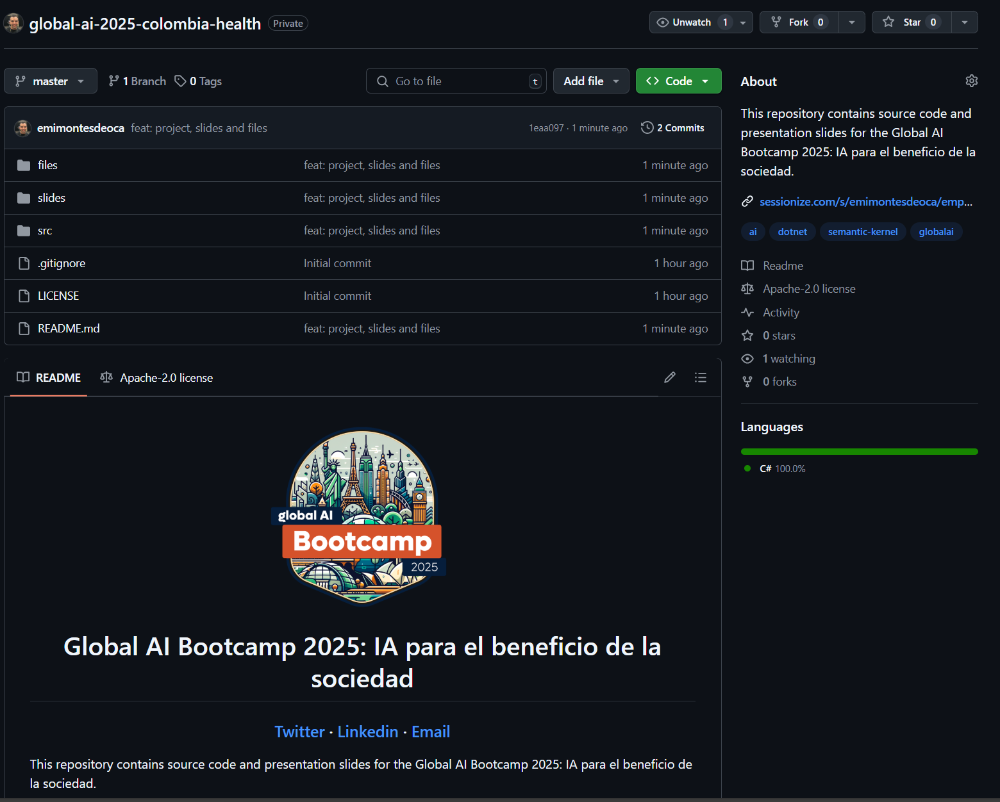 global-ai-2025-colombia-health Private
Unwatch 1
Fork 0
Star 0
master
1 Branch
0 Tags
Go to file t
Add file
Code
emimontesdeoca feat: project, slides and files 1eaa097 · 1 minute ago 2 Commits
files feat: project, slides and files 1 minute ago
slides feat: project, slides and files 1 minute ago
src feat: project, slides and files 1 minute ago
.gitignore Initial commit 1 hour ago
LICENSE Initial commit 1 hour ago
README.md feat: project, slides and files 1 minute ago
README Apache-2.0 license
global AI
Bootcamp
2025
Global AI Bootcamp 2025: IA para el beneficio de la
sociedad
Twitter · Linkedin · Email
This repository contains source code and presentation slides for the Global AI Bootcamp 2025: IA para el beneficio de
la sociedad.
About
This repository contains source code and
presentation slides for the Global AI
Bootcamp 2025: IA para el beneficio de la
sociedad.
sessionize.com/s/emimontesdeoca/emp...
ai dotnet semantic-kernel globalai
Readme
Apache-2.0 license
Activity
0 stars
1 watching
0 forks
Languages
C# 100.0%